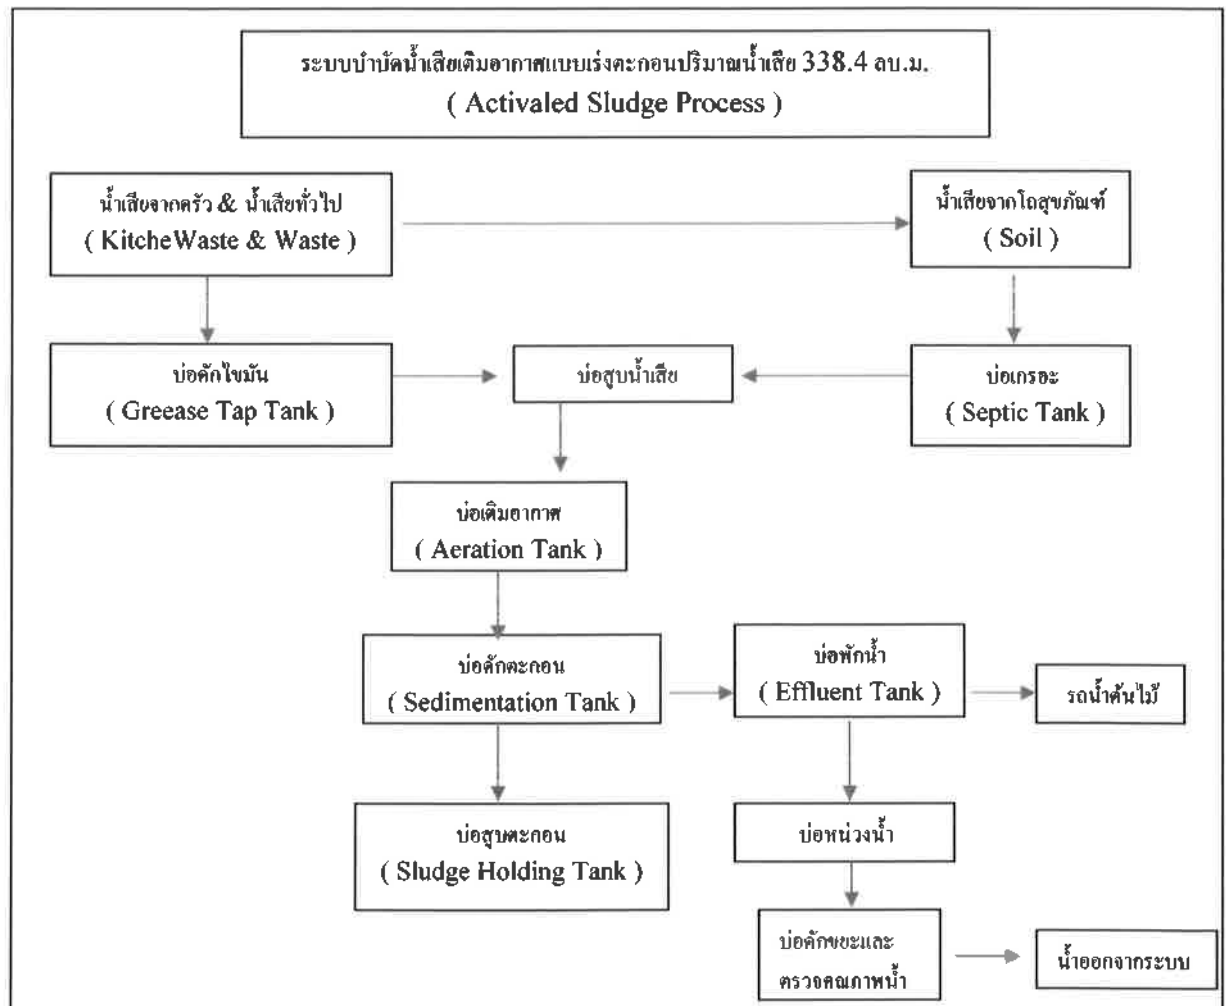 ระบบบำบัดน้ำเสียเติมอากาศแบบเร่งตะกอนปริมาณน้ำเสีย 338.4 ลบ.ม.
( Activaled Sludge Process )
น้ำเสียจากครัว & น้ำเสียทั่วไป
( KitcheWaste & Waste )
น้ำเสียจากโถสุขภัณฑ์
( Soil )
บ่อดักไขมัน
( Greease Tap Tank )
บ่อสูบน้ำเสีย
บ่อเกรอะ
( Septic Tank )
บ่อเติมอากาศ
( Aeration Tank )
บ่อดักตะกอน
( Sedimentation Tank )
บ่อพักน้ำ
( Effluent Tank )
รดน้ำต้นไม้
บ่อสูบตะกอน
( Sludge Holding Tank )
บ่อหน่วงน้ำ
บ่อดักขยะและ
ตรวจคณภาพน้ำ
น้ำออกจากระบบ